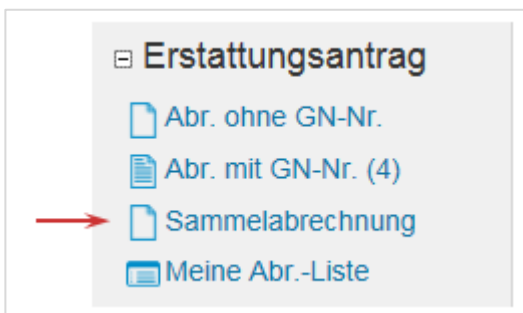 Erstattungsantrag
Abr. ohne GN-Nr.
Abr. mit GN-Nr. (4)
Sammelabrechnung
Meine Abr.-Liste